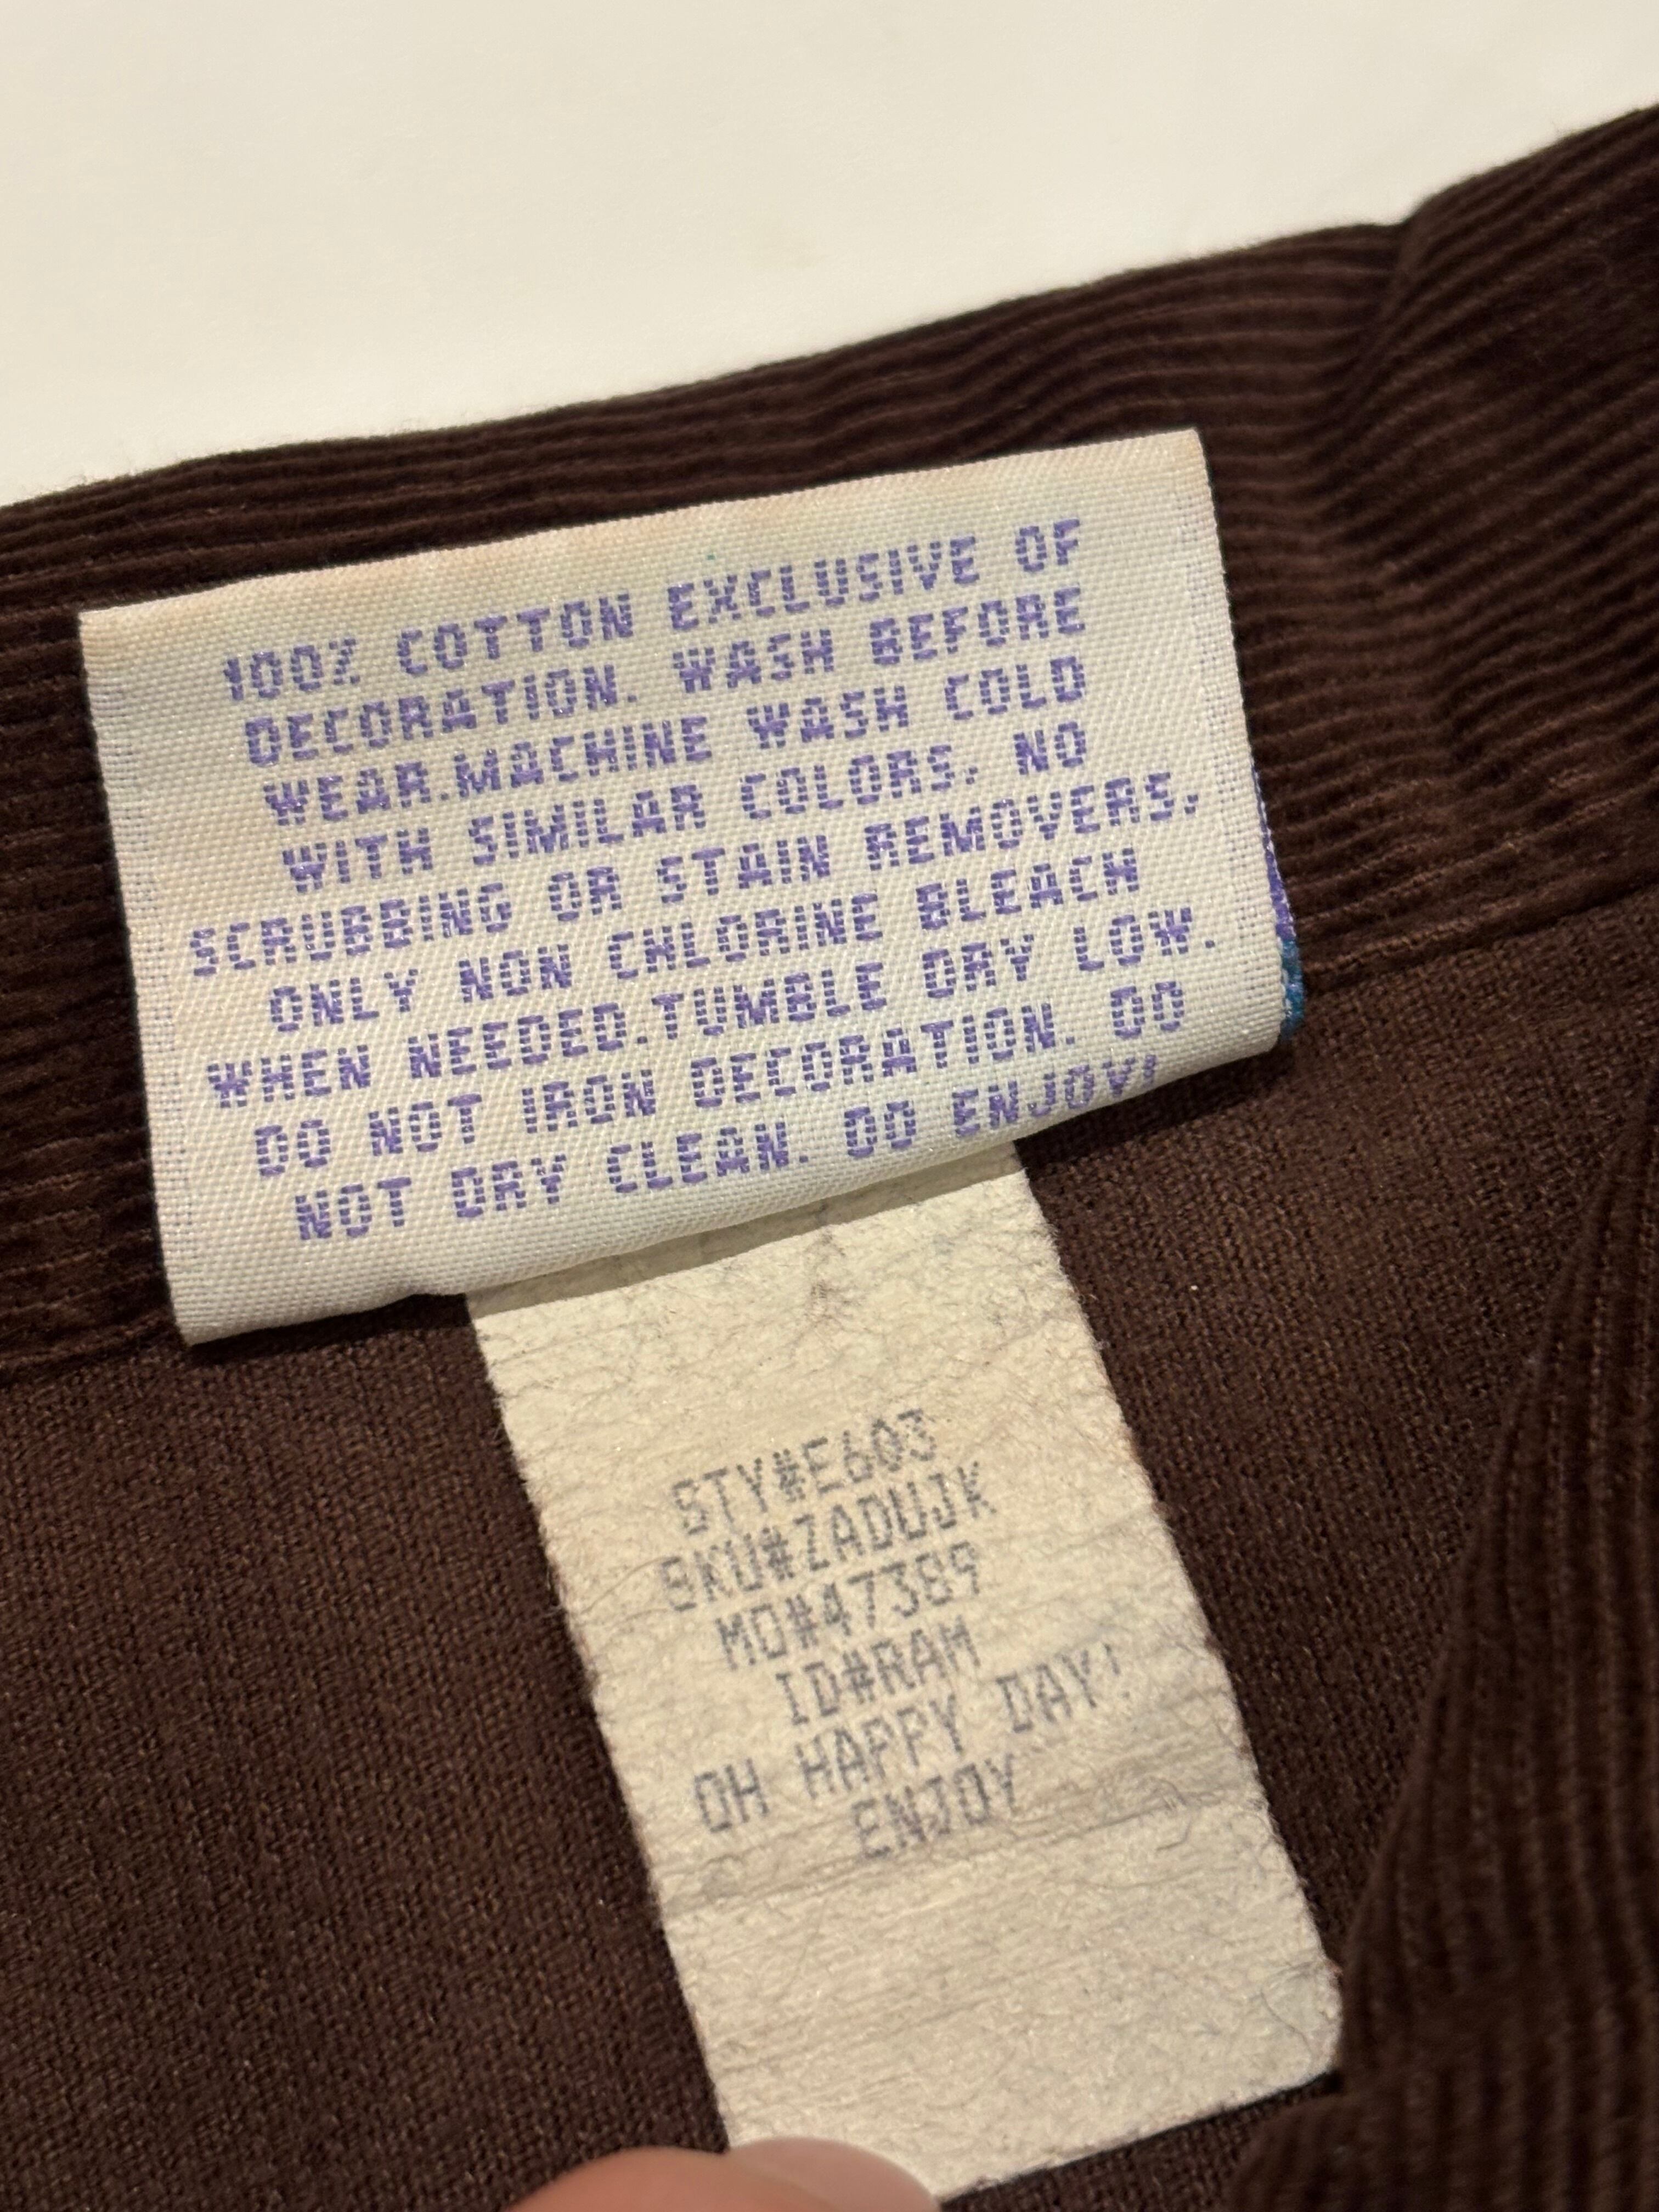 100% COTTON EXCLUSIVE OF
DECORATION. WASH BEFORE
WEAR.MACHINE WASH COLD
WITH SIMILAR COLORS, NO
SCRUBBING OR STAIN REMOVERS,
ONLY NON CHLORINE BLEACH
WHEN NEEDED.TUMBLE DRY LOW.
DO NOT IRON DECORATION. DO
NOT DRY CLEAN. DO ENJOY!
STY#E603
SKU#ZADUJK
MO#47389
ID#RAM
OH HAPPY DAY!
ENJOY